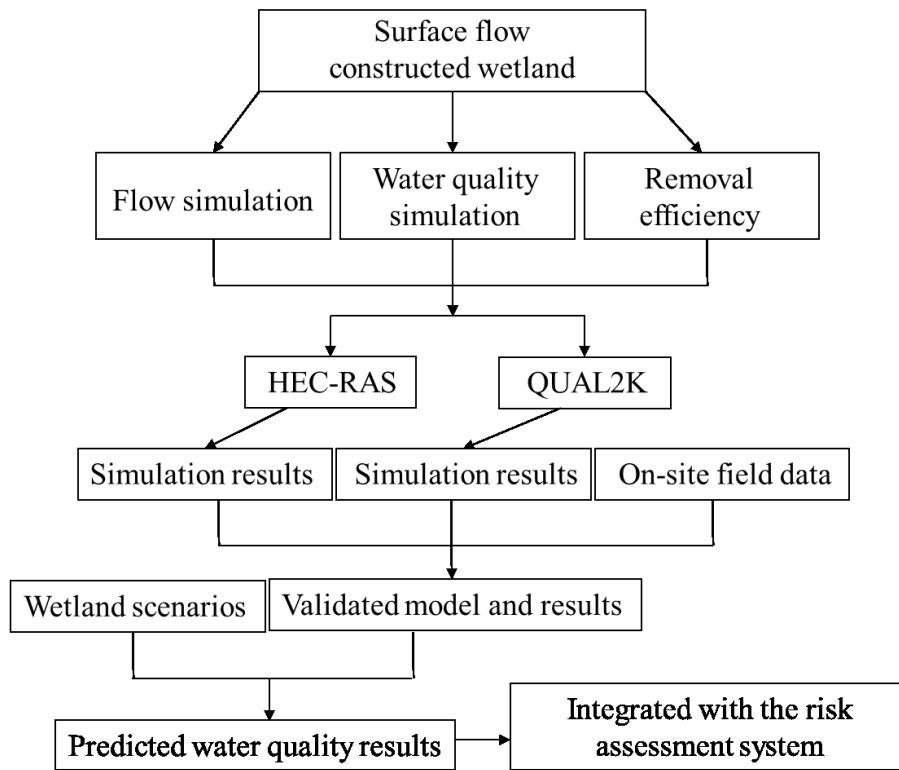 Surface flow
constructed wetland
Flow simulation
Water quality
simulation
Removal
efficiency
HEC-RAS
QUAL2K
Simulation results
Simulation results
On-site field data
Wetland scenarios
Validated model and results
Predicted water quality results
Integrated with the risk
assessment system